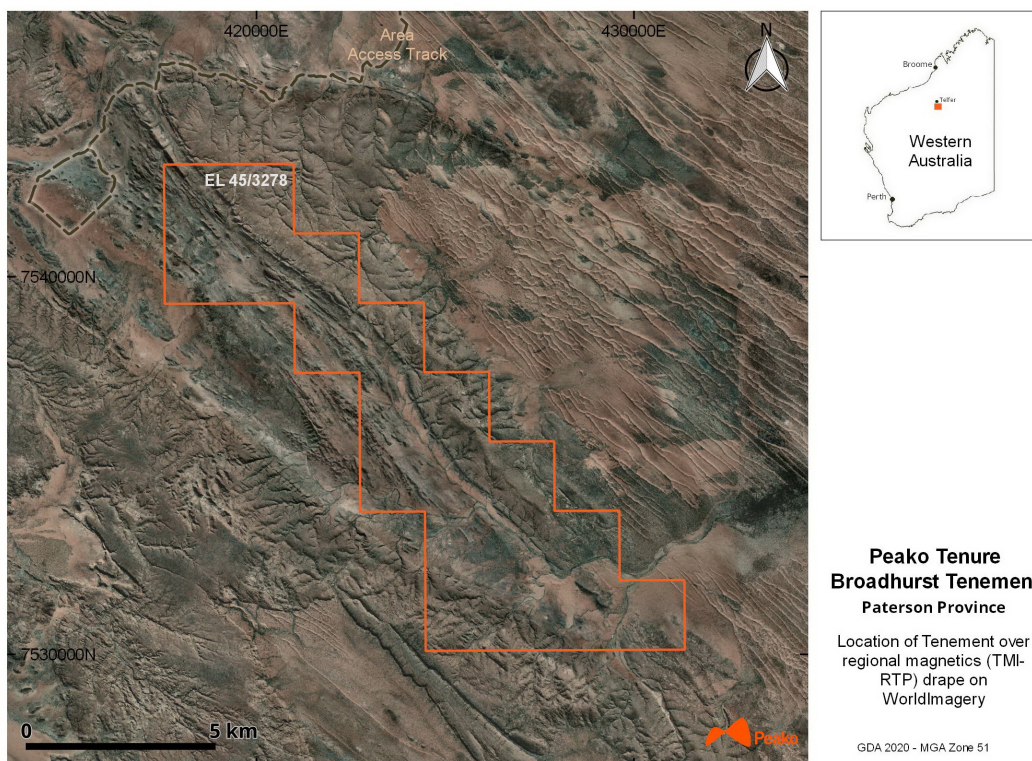 420000E
430000E
Area
Access Track
N
EL 45/3278
7540000N
7530000N
0
5 km
Peako
Broome
Telfer
Western
Australia
Perth
Peako Tenure
Broadhurst Tenemen
Paterson Province
Location of Tenement over
regional magnetics (TMI-
RTP) drape on
WorldImagery
GDA 2020 - MGA Zone 51